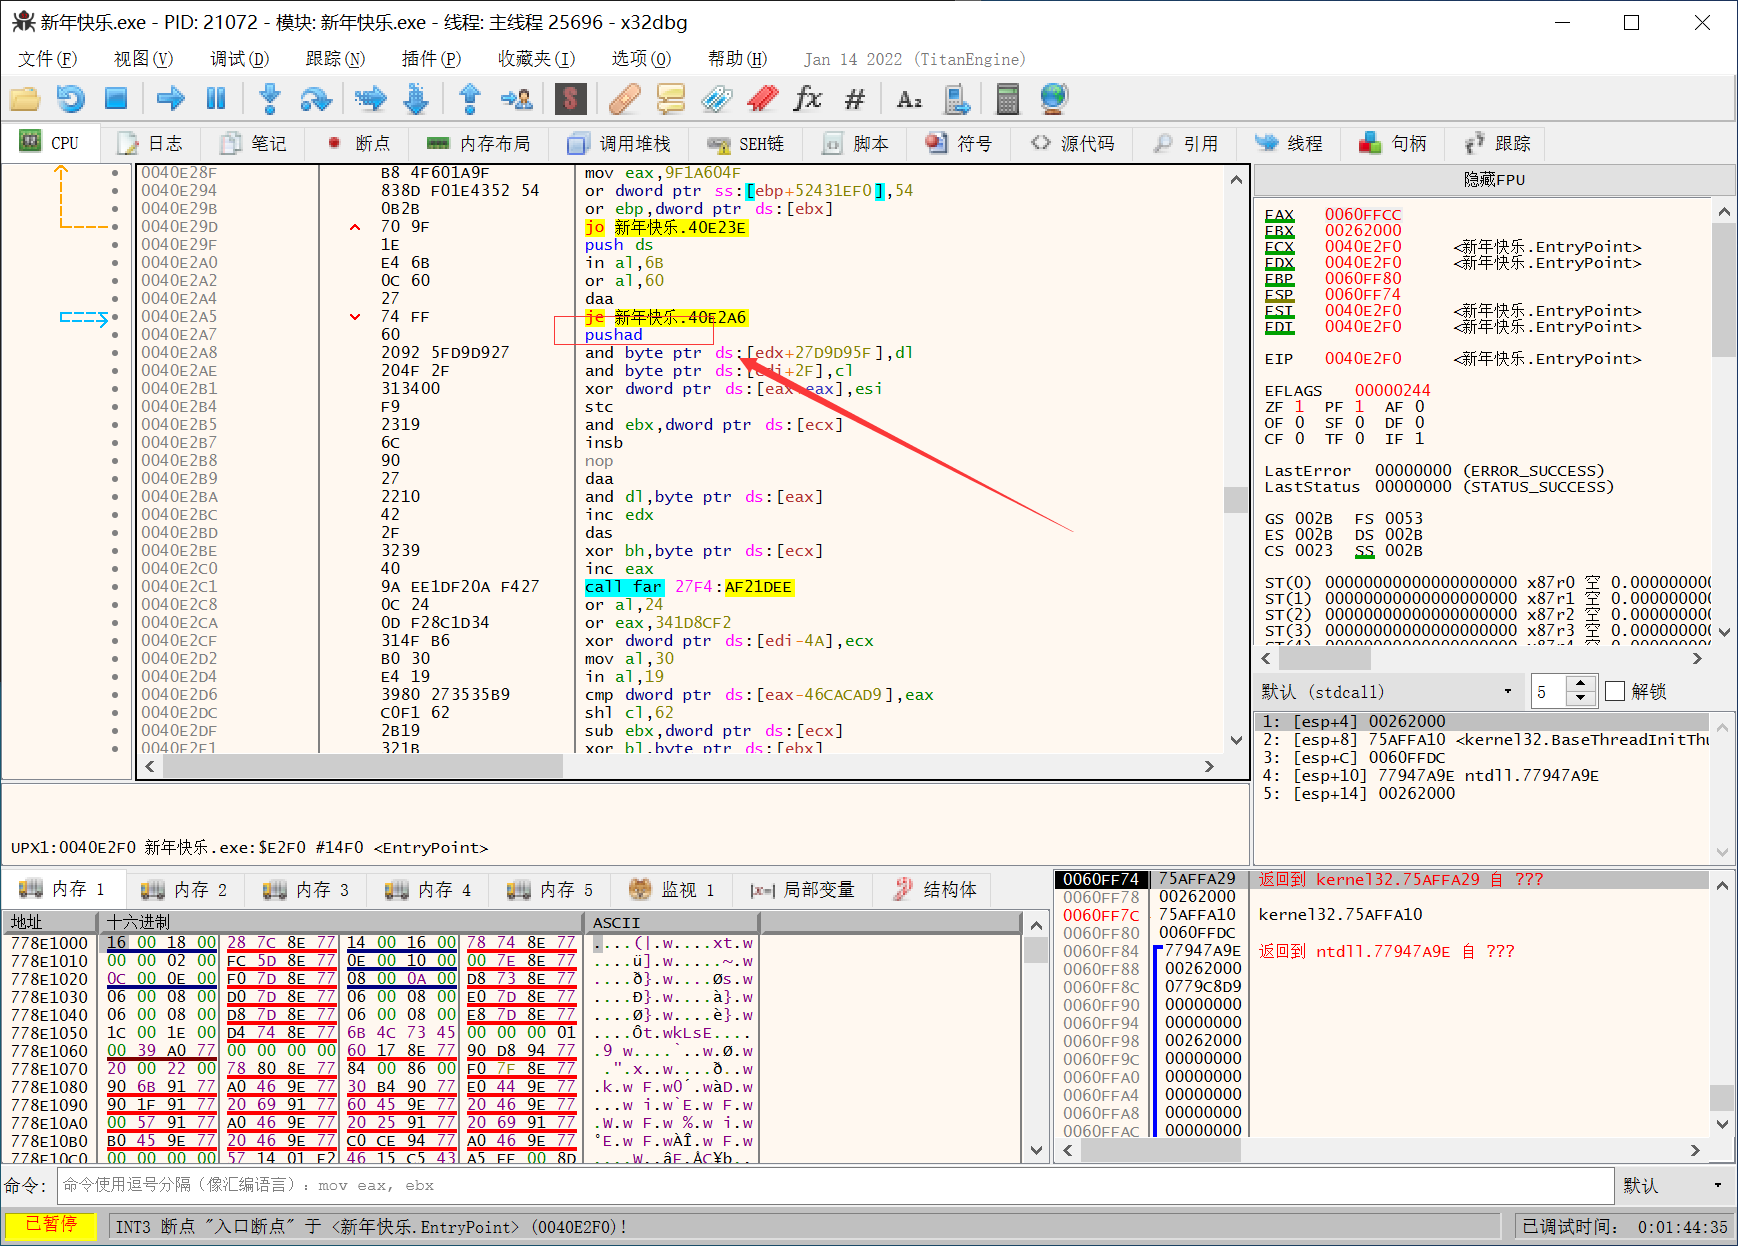 新年快乐.exe - PID: 21072 - 模块: 新年快乐.exe - 线程: 主线程 25696 - x32dbg
文件(F) 视图(V) 调试(D) 跟踪(N) 插件(P) 收藏夹(I) 选项(O) 帮助(H) Jan 14 2022 (TitanEngine)
CPU 日志 笔记 断点 内存布局 调用堆栈 SEH链 脚本 符号 源代码 引用 线程 句柄 跟踪
0040E28F B8 4F601A9F mov eax,9F1A604F
0040E294 838D F01E4352 54 or dword ptr ss:[ebp+52431EF0],54
0040E29B 0B2B or ebp,dword ptr ds:[ebx]
0040E29D 70 9F jo 新年快乐.40E23E
0040E29F 1E push ds
0040E2A0 E4 6B in al,6B
0040E2A2 0C 60 or al,60
0040E2A4 27 daa
0040E2A5 74 FF je 新年快乐.40E2A6
0040E2A7 60 pushad
0040E2A8 2092 5FD9D927 and byte ptr ds:[edx+27D9D95F],dl
0040E2AE 204F 2F and byte ptr ds:[edi+2F],cl
0040E2B1 313400 xor dword ptr ds:[eax+eax],esi
0040E2B4 F9 stc
0040E2B5 2319 and ebx,dword ptr ds:[ecx]
0040E2B7 6C insb
0040E2B8 90 nop
0040E2B9 27 daa
0040E2BA 2210 and dl,byte ptr ds:[eax]
0040E2BC 42 inc edx
0040E2BD 2F das
0040E2BE 3239 xor bh,byte ptr ds:[ecx]
0040E2C0 40 inc eax
0040E2C1 9A EE1DF20A F427 call far 27F4:AF21DEE
0040E2C8 0C 24 or al,24
0040E2CA 0D F28C1D34 or eax,341D8CF2
0040E2CF 314F B6 xor dword ptr ds:[edi-4A],ecx
0040E2D2 B0 30 mov al,30
0040E2D4 E4 19 in al,19
0040E2D6 3980 273535B9 cmp dword ptr ds:[eax-46CACAD9],eax
0040E2DC C0F1 62 shl cl,62
0040E2DF 2B19 sub ebx,dword ptr ds:[ecx]
0040E2E1 321B xor bl,byte ptr ds:[ebx]
UPX1:0040E2F0 新年快乐.exe:$E2F0 #14F0 <EntryPoint>
隐藏FPU
EAX 0060FFCC
EBX 00262000
ECX 0040E2F0 <新年快乐.EntryPoint>
EDX 0040E2F0 <新年快乐.EntryPoint>
EBP 0060FF80
ESP 0060FF74
ESI 0040E2F0 <新年快乐.EntryPoint>
EDI 0040E2F0 <新年快乐.EntryPoint>
EIP 0040E2F0 <新年快乐.EntryPoint>
EFLAGS 00000244
ZF 1 PF 1 AF 0
OF 0 SF 0 DF 0
CF 0 TF 0 IF 1
LastError 00000000 (ERROR_SUCCESS)
LastStatus 00000000 (STATUS_SUCCESS)
GS 002B FS 0053
ES 002B DS 002B
CS 0023 SS 002B
ST(0) 00000000000000000000 x87r0 空 0.000000000
ST(1) 00000000000000000000 x87r1 空 0.000000000
ST(2) 00000000000000000000 x87r2 空 0.000000000
ST(3) 00000000000000000000 x87r3 空 0.000000000
默认 (stdcall) 5 解锁
1: [esp+4] 00262000
2: [esp+8] 75AFFA10 <kernel32.BaseThreadInitThu
3: [esp+C] 0060FFDC
4: [esp+10] 77947A9E ntdll.77947A9E
5: [esp+14] 00262000
内存 1 内存 2 内存 3 内存 4 内存 5 监视 1 局部变量 结构体
地址 十六进制 ASCII
778E1000 16 00 18 00 28 7C 8E 77 14 00 16 00 78 74 8E 77 ....(|.w....xt.w
778E1010 00 00 02 00 FC 5D 8E 77 0E 00 10 00 00 7E 8E 77 ....ü].w.....~.w
778E1020 0C 00 0E 00 F0 7D 8E 77 08 00 0A 00 D8 73 8E 77 ....ð}.w....Øs.w
778E1030 06 00 08 00 D0 7D 8E 77 06 00 08 00 E0 7D 8E 77 ....Ð}.w....à}.w
778E1040 06 00 08 00 D8 7D 8E 77 06 00 08 00 E8 7D 8E 77 ....Ø}.w....è}.w
778E1050 1C 00 1E 00 D4 74 8E 77 6B 4C 73 45 00 00 00 01 ....Ôt.wkLsE....
778E1060 00 39 A0 77 00 00 00 00 60 17 8E 77 90 D8 94 77 .9 w....`..w.Ø.w
778E1070 20 00 22 00 78 80 8E 77 84 00 86 00 F0 7F 8E 77 .".x..w....ð..w
778E1080 90 6B 91 77 A0 46 9E 77 30 B4 90 77 E0 44 9E 77 .k.w F.w0´.wàD.w
778E1090 90 1F 91 77 20 69 91 77 60 45 9E 77 20 46 9E 77 ...w i.w`E.w F.w
778E10A0 00 57 91 77 A0 46 9E 77 20 25 91 77 20 69 91 77 .W.w F.w %.w i.w
778E10B0 B0 45 9E 77 20 46 9E 77 C0 CE 94 77 A0 46 9E 77 °E.w F.wÀÎ.w F.w
778E10C0 00 00 00 00 57 14 01 E2 46 15 C5 43 A5 FE 00 8D ....W..âF.ÅC¥þ..
0060FF74 75AFFA29 返回到 kernel32.75AFFA29 自 ???
0060FF78 00262000
0060FF7C 75AFFA10 kernel32.75AFFA10
0060FF80 0060FFDC
0060FF84 77947A9E 返回到 ntdll.77947A9E 自 ???
0060FF88 00262000
0060FF8C 0779C8D9
0060FF90 00000000
0060FF94 00000000
0060FF98 00262000
0060FF9C 00000000
0060FFA0 00000000
0060FFA4 00000000
0060FFA8 00000000
0060FFAC 00000000
命令: 命令使用逗号分隔（像汇编语言）: mov eax, ebx 默认
已暂停 INT3 断点 "入口断点" 于 <新年快乐.EntryPoint> (0040E2F0)! 已调试时间: 0:01:44:35